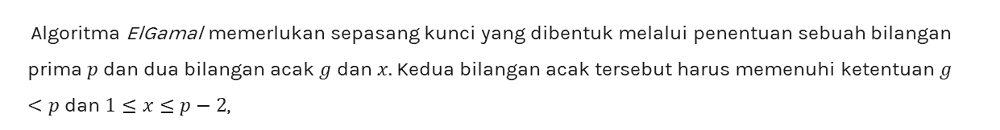 Algoritma ElGamal memerlukan sepasang kunci yang dibentuk melalui penentuan sebuah bilangan
prima p dan dua bilangan acak g dan x. Kedua bilangan acak tersebut harus memenuhi ketentuan g
< p dan 1 ≤ x ≤ p − 2,